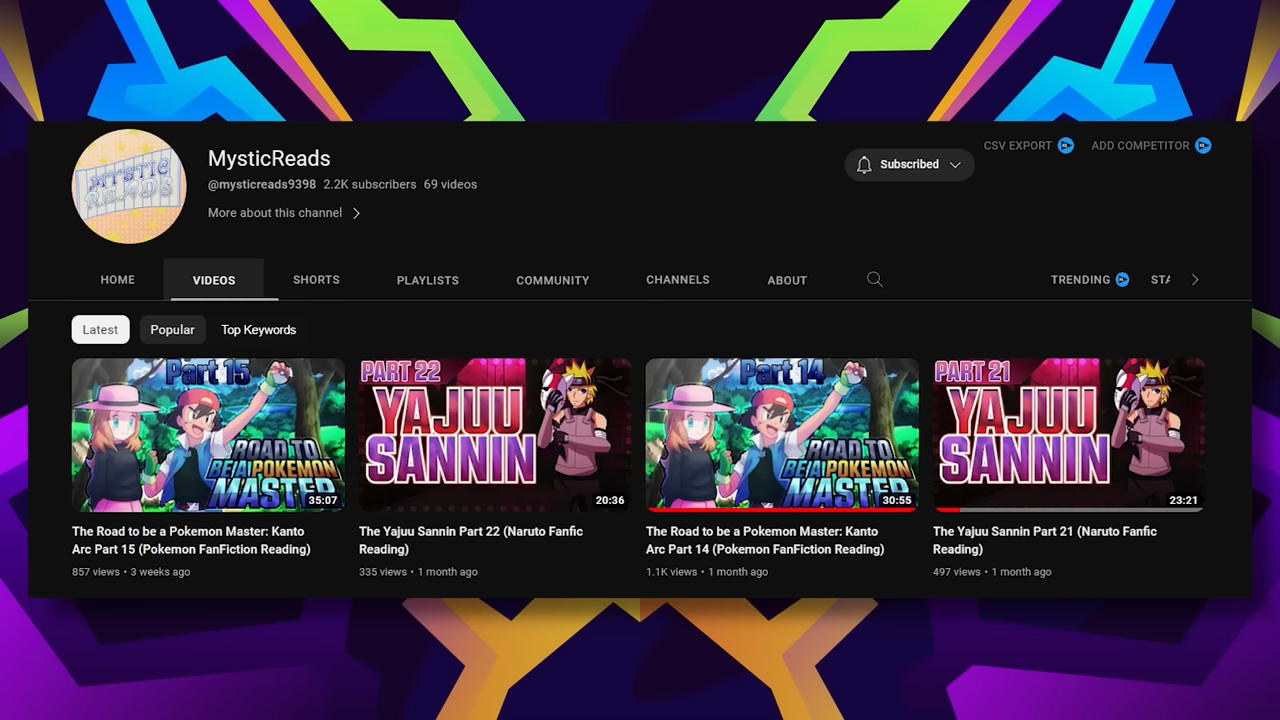 MYSTIC
READS
MysticReads
@mysticreads9398 2.2K subscribers 69 videos
More about this channel
Subscribed
CSV EXPORT
ADD COMPETITOR
HOME
VIDEOS
SHORTS
PLAYLISTS
COMMUNITY
CHANNELS
ABOUT
TRENDING
STA
Latest
Popular
Top Keywords
Part 15
ROAD TO
BE A POKEMON
MASTER
35:07
The Road to be a Pokemon Master: Kanto
Arc Part 15 (Pokemon FanFiction Reading)
857 views • 3 weeks ago
PART 22
YAJUU
SANNIN
20:36
The Yajuu Sannin Part 22 (Naruto Fanfic
Reading)
335 views • 1 month ago
Part 14
ROAD TO
BE A POKEMON
MASTER
30:55
The Road to be a Pokemon Master: Kanto
Arc Part 14 (Pokemon FanFiction Reading)
1.1K views • 1 month ago
PART 21
YAJUU
SANNIN
23:21
The Yajuu Sannin Part 21 (Naruto Fanfic
Reading)
497 views • 1 month ago